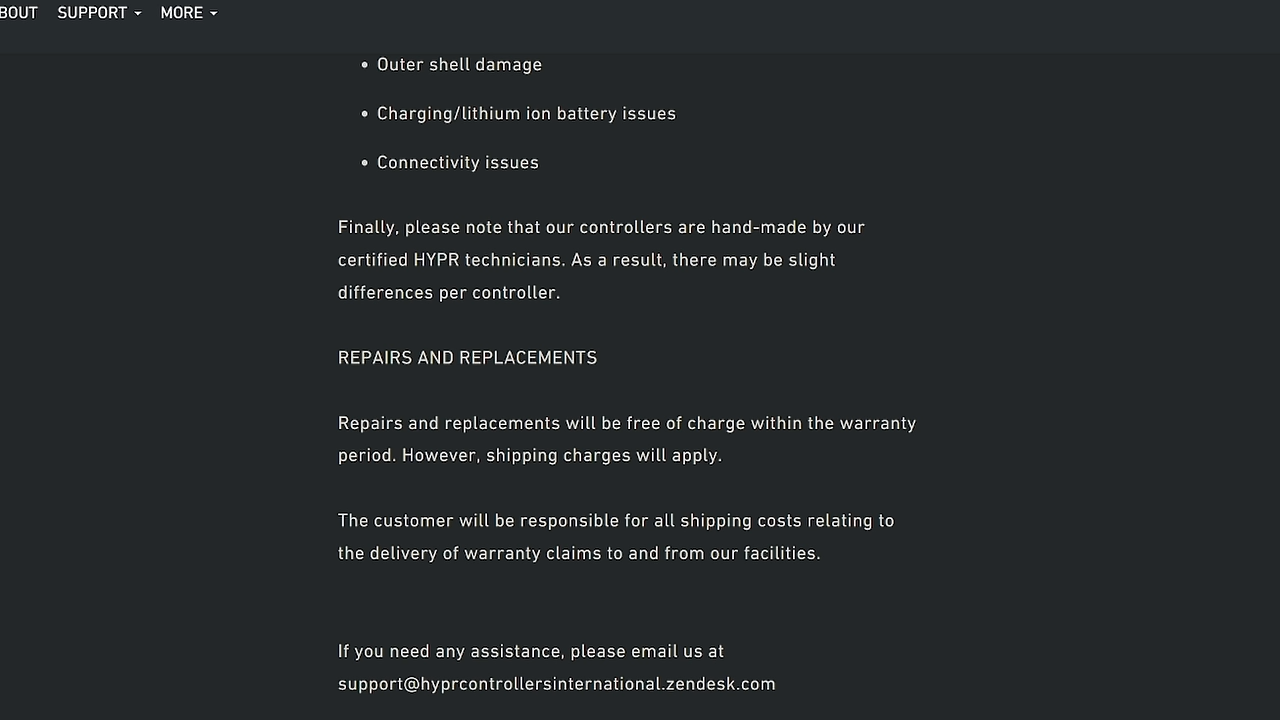 BOUT SUPPORT MORE
• Outer shell damage
• Charging/lithium ion battery issues
• Connectivity issues
Finally, please note that our controllers are hand-made by our
certified HYPR technicians. As a result, there may be slight
differences per controller.
REPAIRS AND REPLACEMENTS
Repairs and replacements will be free of charge within the warranty
period. However, shipping charges will apply.
The customer will be responsible for all shipping costs relating to
the delivery of warranty claims to and from our facilities.
If you need any assistance, please email us at
support@hyprcontrollersinternational.zendesk.com